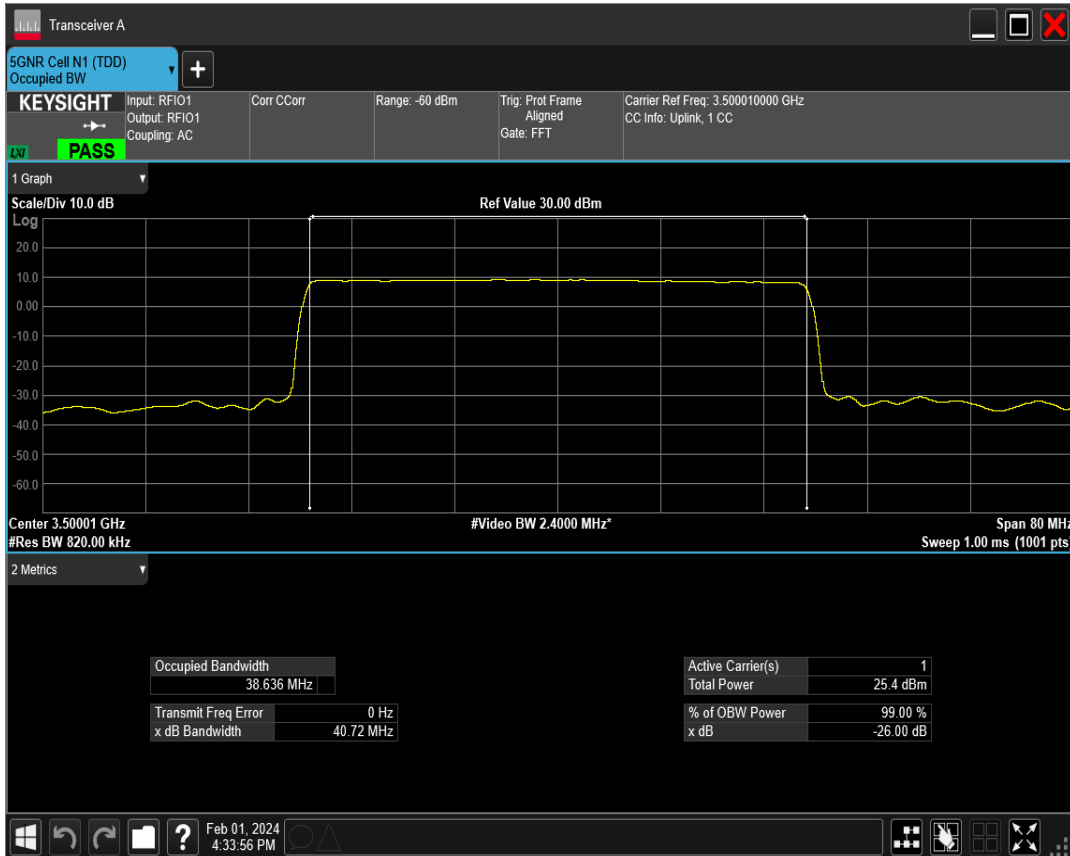 Transceiver A
5GNR Cell N1 (TDD)
Occupied BW
+
KEYSIGHT
LXI
PASS
Input: RFIO1
Output: RFIO1
Coupling: AC
Corr CCorr
Range: -60 dBm
Trig: Prot Frame
Aligned
Gate: FFT
Carrier Ref Freq: 3.500010000 GHz
CC Info: Uplink, 1 CC
1 Graph
Scale/Div 10.0 dB
Ref Value 30.00 dBm
Log
20.0
10.0
0.00
-10.0
-20.0
-30.0
-40.0
-50.0
-60.0
Center 3.50001 GHz
#Video BW 2.4000 MHz*
Span 80 MHz
#Res BW 820.00 kHz
Sweep 1.00 ms (1001 pts)
2 Metrics
Occupied Bandwidth
38.636 MHz
Transmit Freq Error 0 Hz
x dB Bandwidth 40.72 MHz
Active Carrier(s) 1
Total Power 25.4 dBm
% of OBW Power 99.00 %
x dB -26.00 dB
?
Feb 01, 2024
4:33:56 PM